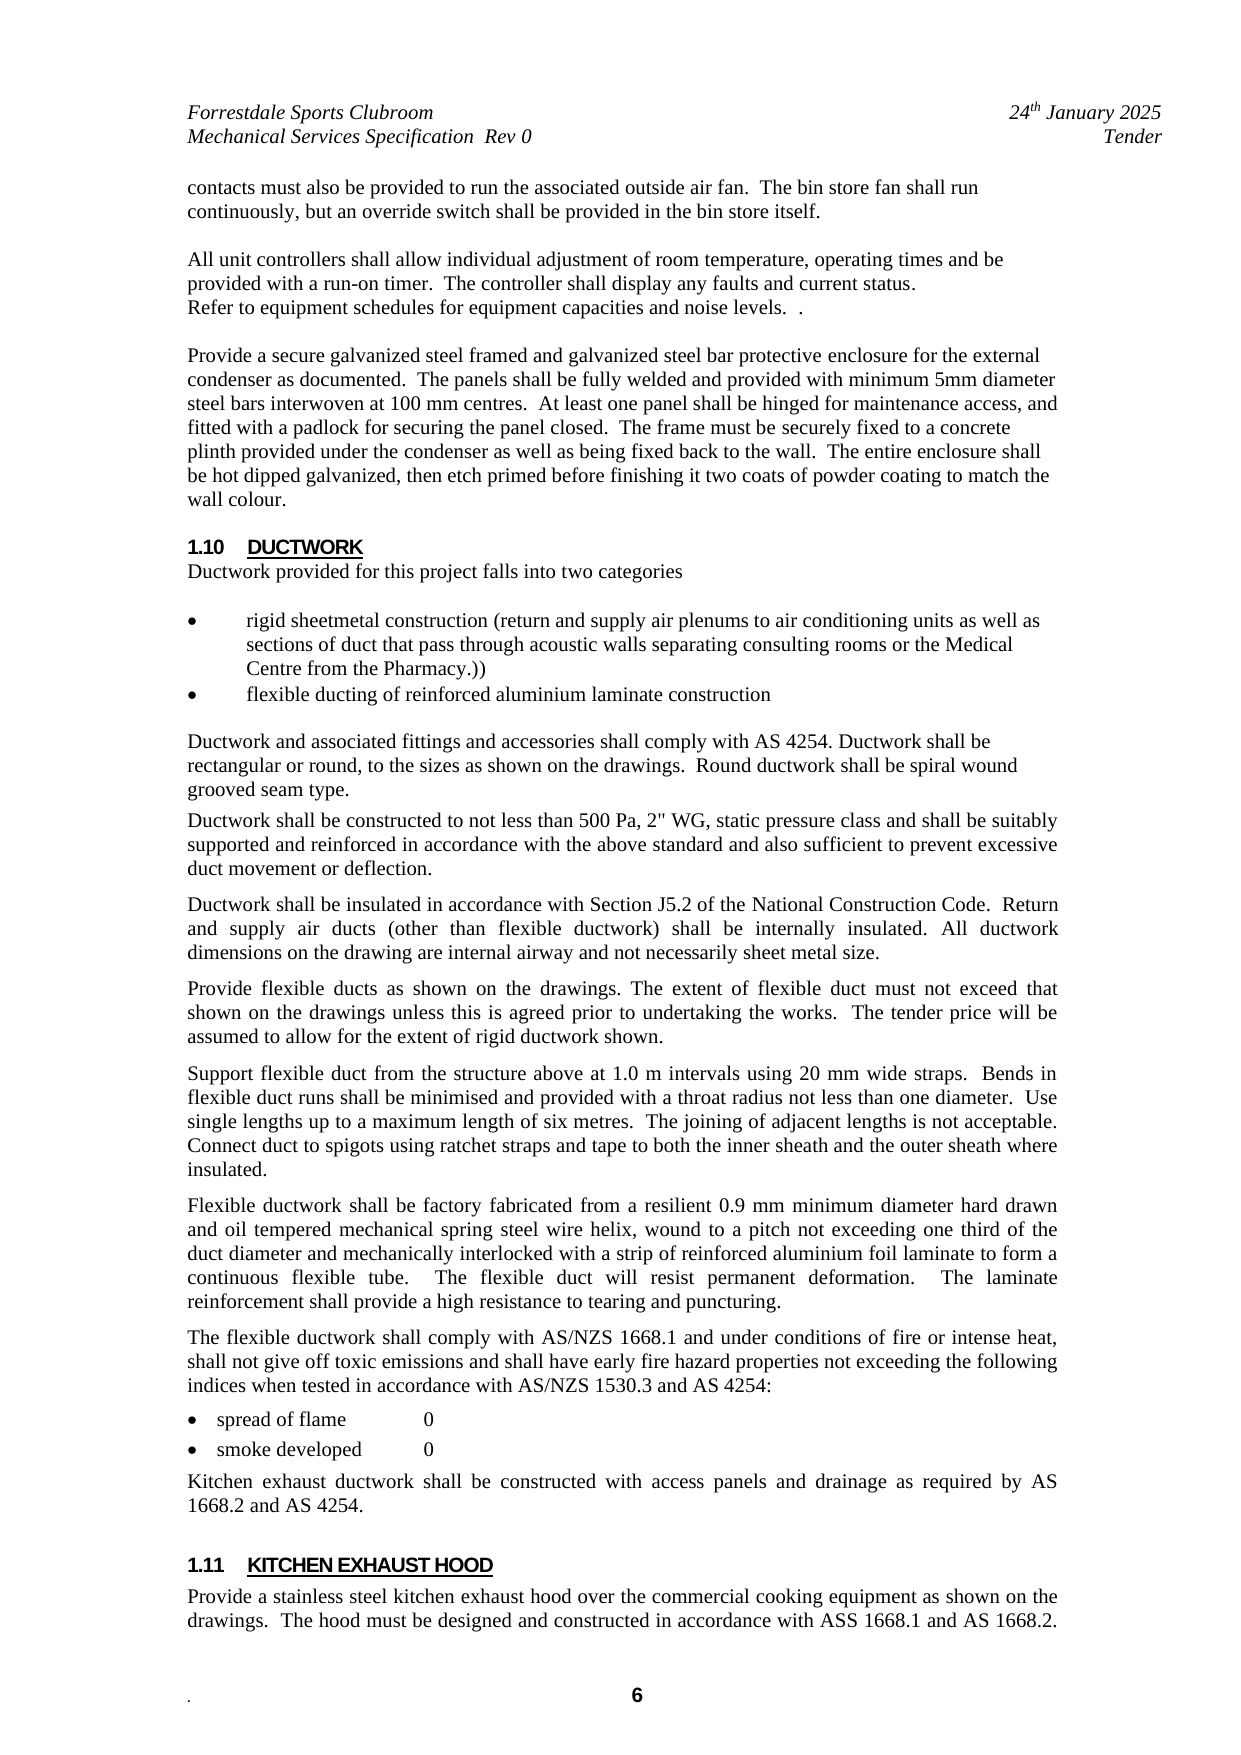 Forrestdale Sports Clubroom 24th January 2025
Mechanical Services Specification Rev 0 Tender
contacts must also be provided to run the associated outside air fan. The bin store fan shall run
continuously, but an override switch shall be provided in the bin store itself.
All unit controllers shall allow individual adjustment of room temperature, operating times and be
provided with a run-on timer. The controller shall display any faults and current status.
Refer to equipment schedules for equipment capacities and noise levels. .
Provide a secure galvanized steel framed and galvanized steel bar protective enclosure for the external
condenser as documented. The panels shall be fully welded and provided with minimum 5mm diameter
steel bars interwoven at 100 mm centres. At least one panel shall be hinged for maintenance access, and
fitted with a padlock for securing the panel closed. The frame must be securely fixed to a concrete
plinth provided under the condenser as well as being fixed back to the wall. The entire enclosure shall
be hot dipped galvanized, then etch primed before finishing it two coats of powder coating to match the
wall colour.
1.10 DUCTWORK
Ductwork provided for this project falls into two categories
• rigid sheetmetal construction (return and supply air plenums to air conditioning units as well as
sections of duct that pass through acoustic walls separating consulting rooms or the Medical
Centre from the Pharmacy.))
• flexible ducting of reinforced aluminium laminate construction
Ductwork and associated fittings and accessories shall comply with AS 4254. Ductwork shall be
rectangular or round, to the sizes as shown on the drawings. Round ductwork shall be spiral wound
grooved seam type.
Ductwork shall be constructed to not less than 500 Pa, 2" WG, static pressure class and shall be suitably
supported and reinforced in accordance with the above standard and also sufficient to prevent excessive
duct movement or deflection.
Ductwork shall be insulated in accordance with Section J5.2 of the National Construction Code. Return
and supply air ducts (other than flexible ductwork) shall be internally insulated. All ductwork
dimensions on the drawing are internal airway and not necessarily sheet metal size.
Provide flexible ducts as shown on the drawings. The extent of flexible duct must not exceed that
shown on the drawings unless this is agreed prior to undertaking the works. The tender price will be
assumed to allow for the extent of rigid ductwork shown.
Support flexible duct from the structure above at 1.0 m intervals using 20 mm wide straps. Bends in
flexible duct runs shall be minimised and provided with a throat radius not less than one diameter. Use
single lengths up to a maximum length of six metres. The joining of adjacent lengths is not acceptable.
Connect duct to spigots using ratchet straps and tape to both the inner sheath and the outer sheath where
insulated.
Flexible ductwork shall be factory fabricated from a resilient 0.9 mm minimum diameter hard drawn
and oil tempered mechanical spring steel wire helix, wound to a pitch not exceeding one third of the
duct diameter and mechanically interlocked with a strip of reinforced aluminium foil laminate to form a
continuous flexible tube. The flexible duct will resist permanent deformation. The laminate
reinforcement shall provide a high resistance to tearing and puncturing.
The flexible ductwork shall comply with AS/NZS 1668.1 and under conditions of fire or intense heat,
shall not give off toxic emissions and shall have early fire hazard properties not exceeding the following
indices when tested in accordance with AS/NZS 1530.3 and AS 4254:
• spread of flame 0
• smoke developed 0
Kitchen exhaust ductwork shall be constructed with access panels and drainage as required by AS
1668.2 and AS 4254.
1.11 KITCHEN EXHAUST HOOD
Provide a stainless steel kitchen exhaust hood over the commercial cooking equipment as shown on the
drawings. The hood must be designed and constructed in accordance with ASS 1668.1 and AS 1668.2.
. 6